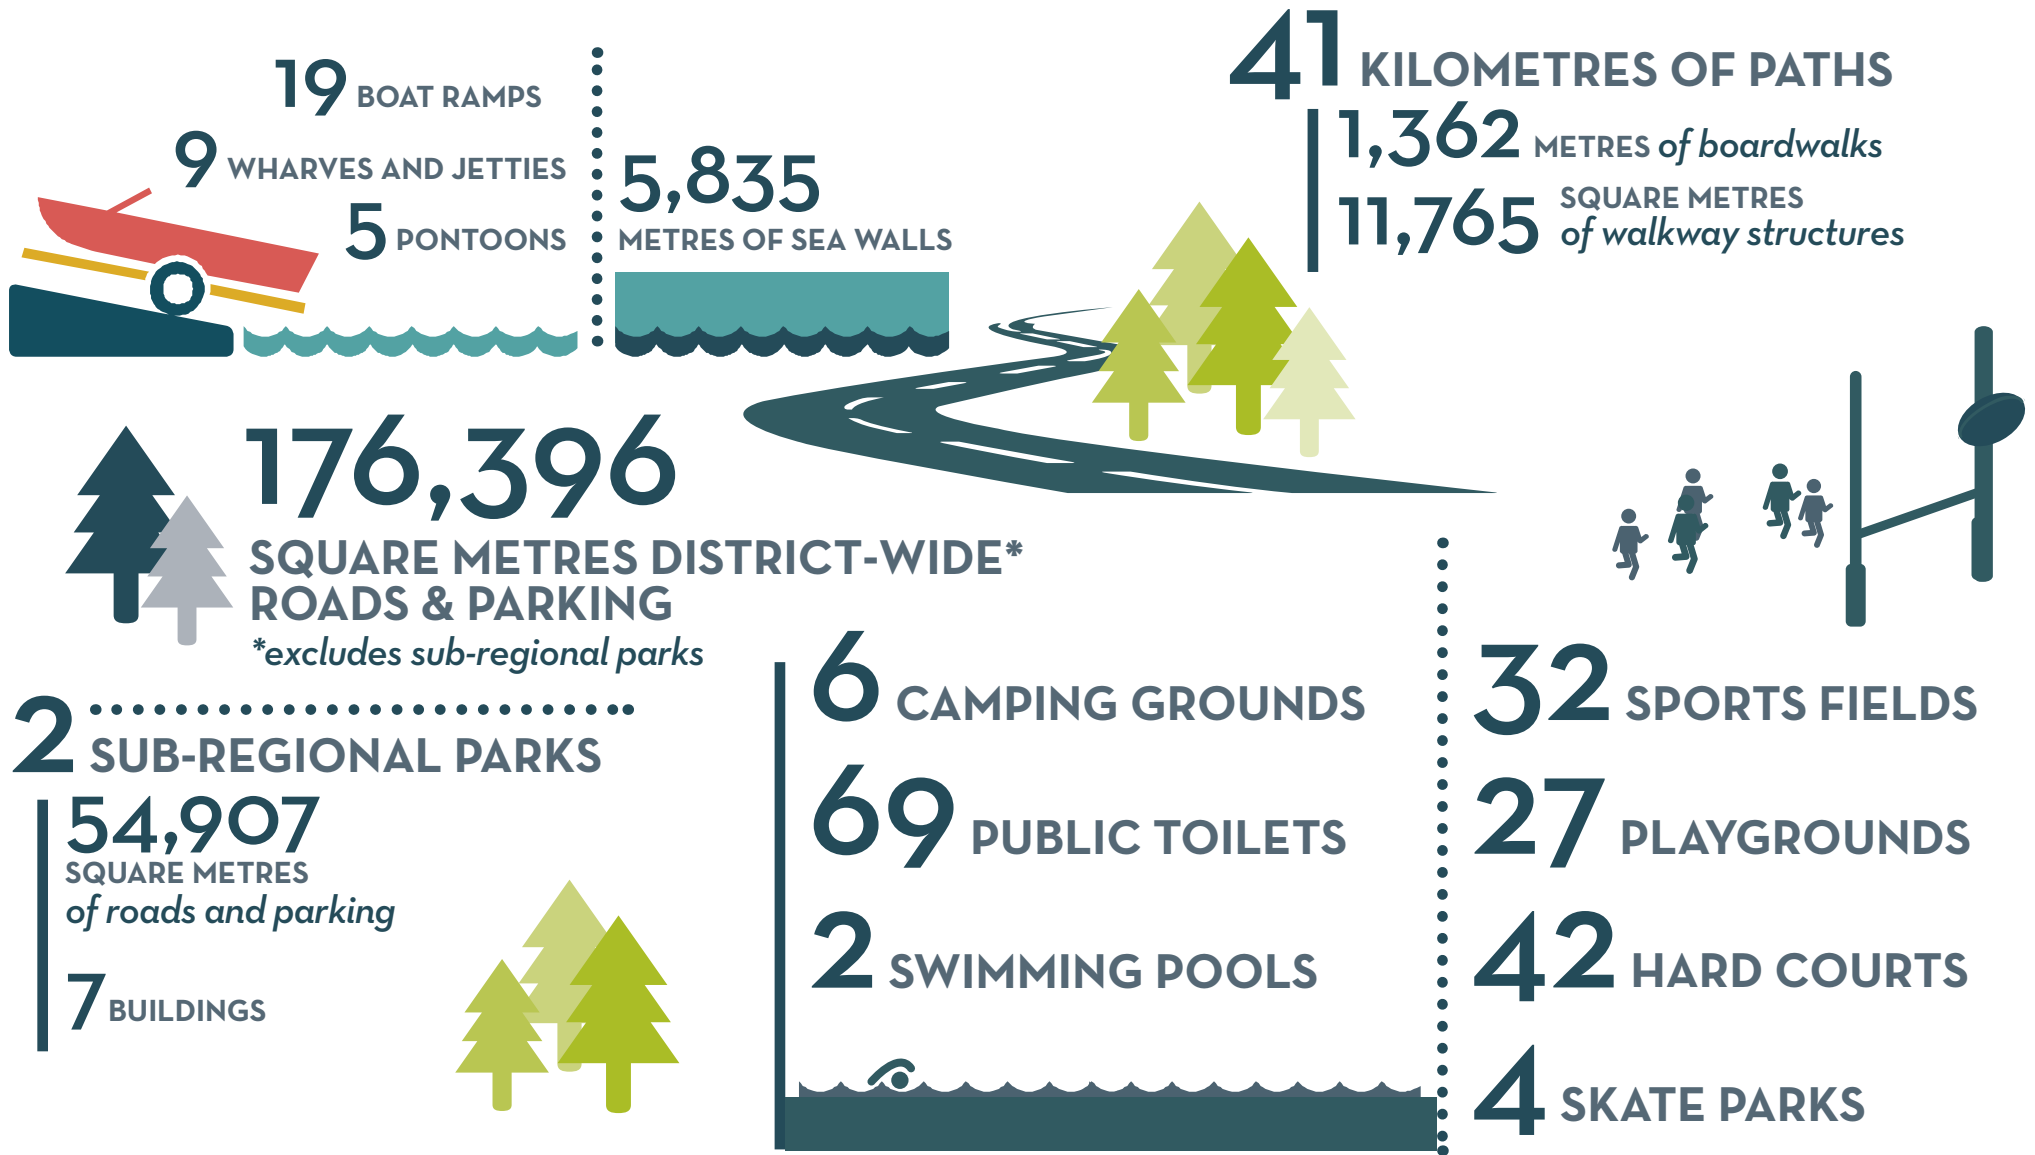 19 BOAT RAMPS
9 WHARVES AND JETTIES
5 PONTOONS
5,835
METRES OF SEA WALLS
41 KILOMETRES OF PATHS
1,362 METRES of boardwalks
11,765 SQUARE METRES
of walkway structures
176,396
SQUARE METRES DISTRICT-WIDE*
ROADS & PARKING
*excludes sub-regional parks
2 SUB-REGIONAL PARKS
54,907
SQUARE METRES
of roads and parking
7 BUILDINGS
6 CAMPING GROUNDS
69 PUBLIC TOILETS
2 SWIMMING POOLS
32 SPORTS FIELDS
27 PLAYGROUNDS
42 HARD COURTS
4 SKATE PARKS